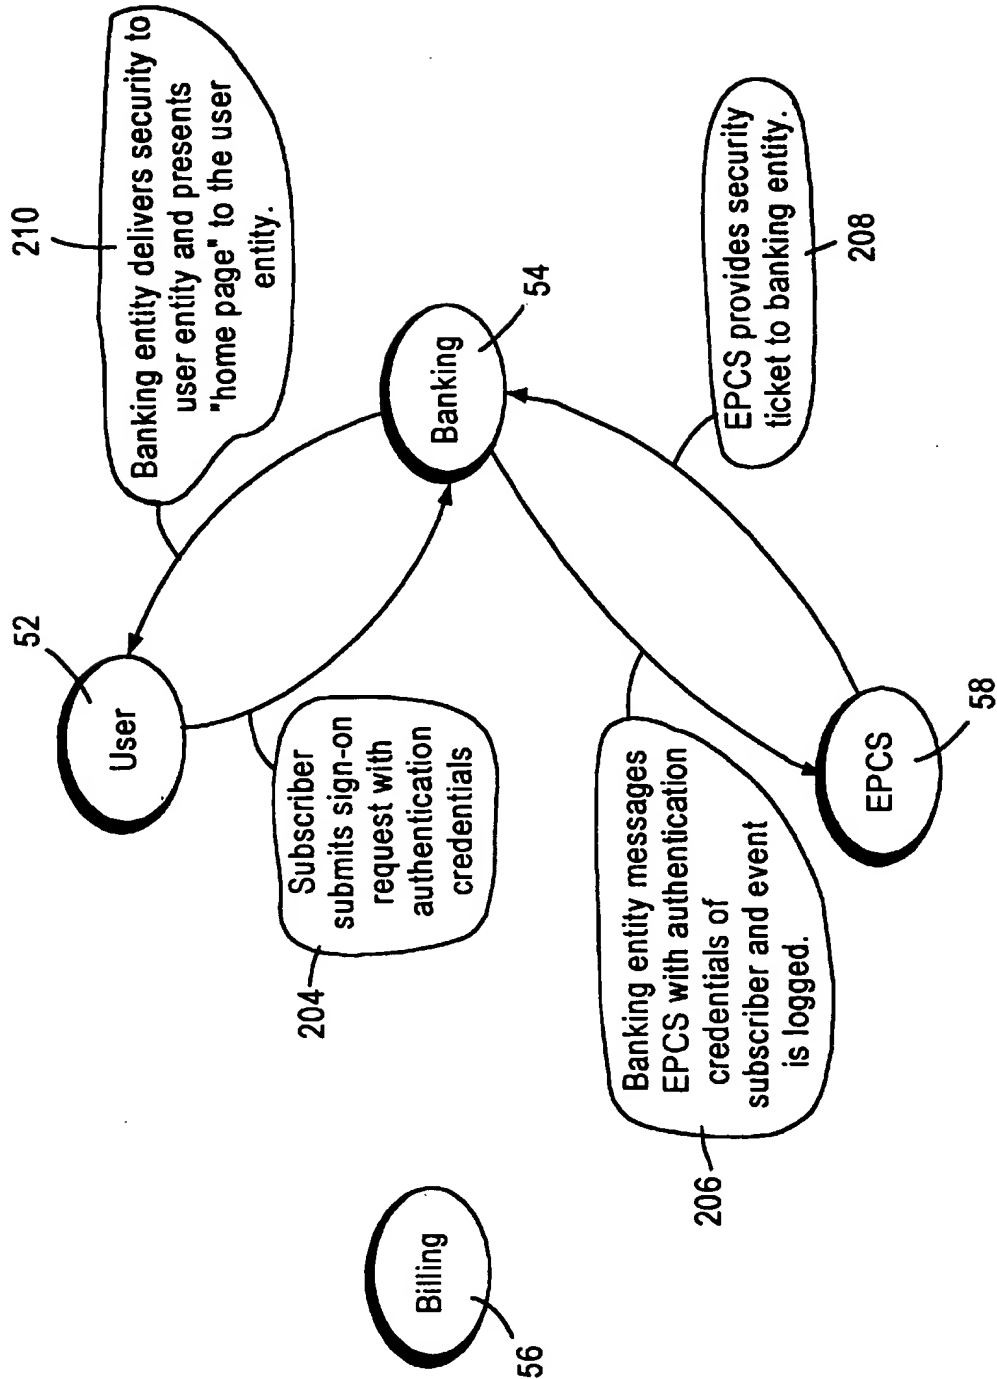 210
Banking entity delivers security to
user entity and presents
"home page" to the user
entity.
52
User
54
Banking
Subscriber
submits sign-on
request with
authentication
credentials
204
EPCS provides security
ticket to banking entity.
208
Banking entity messages
EPCS with authentication
credentials of
subscriber and event
is logged.
206
EPCS
58
Billing
56